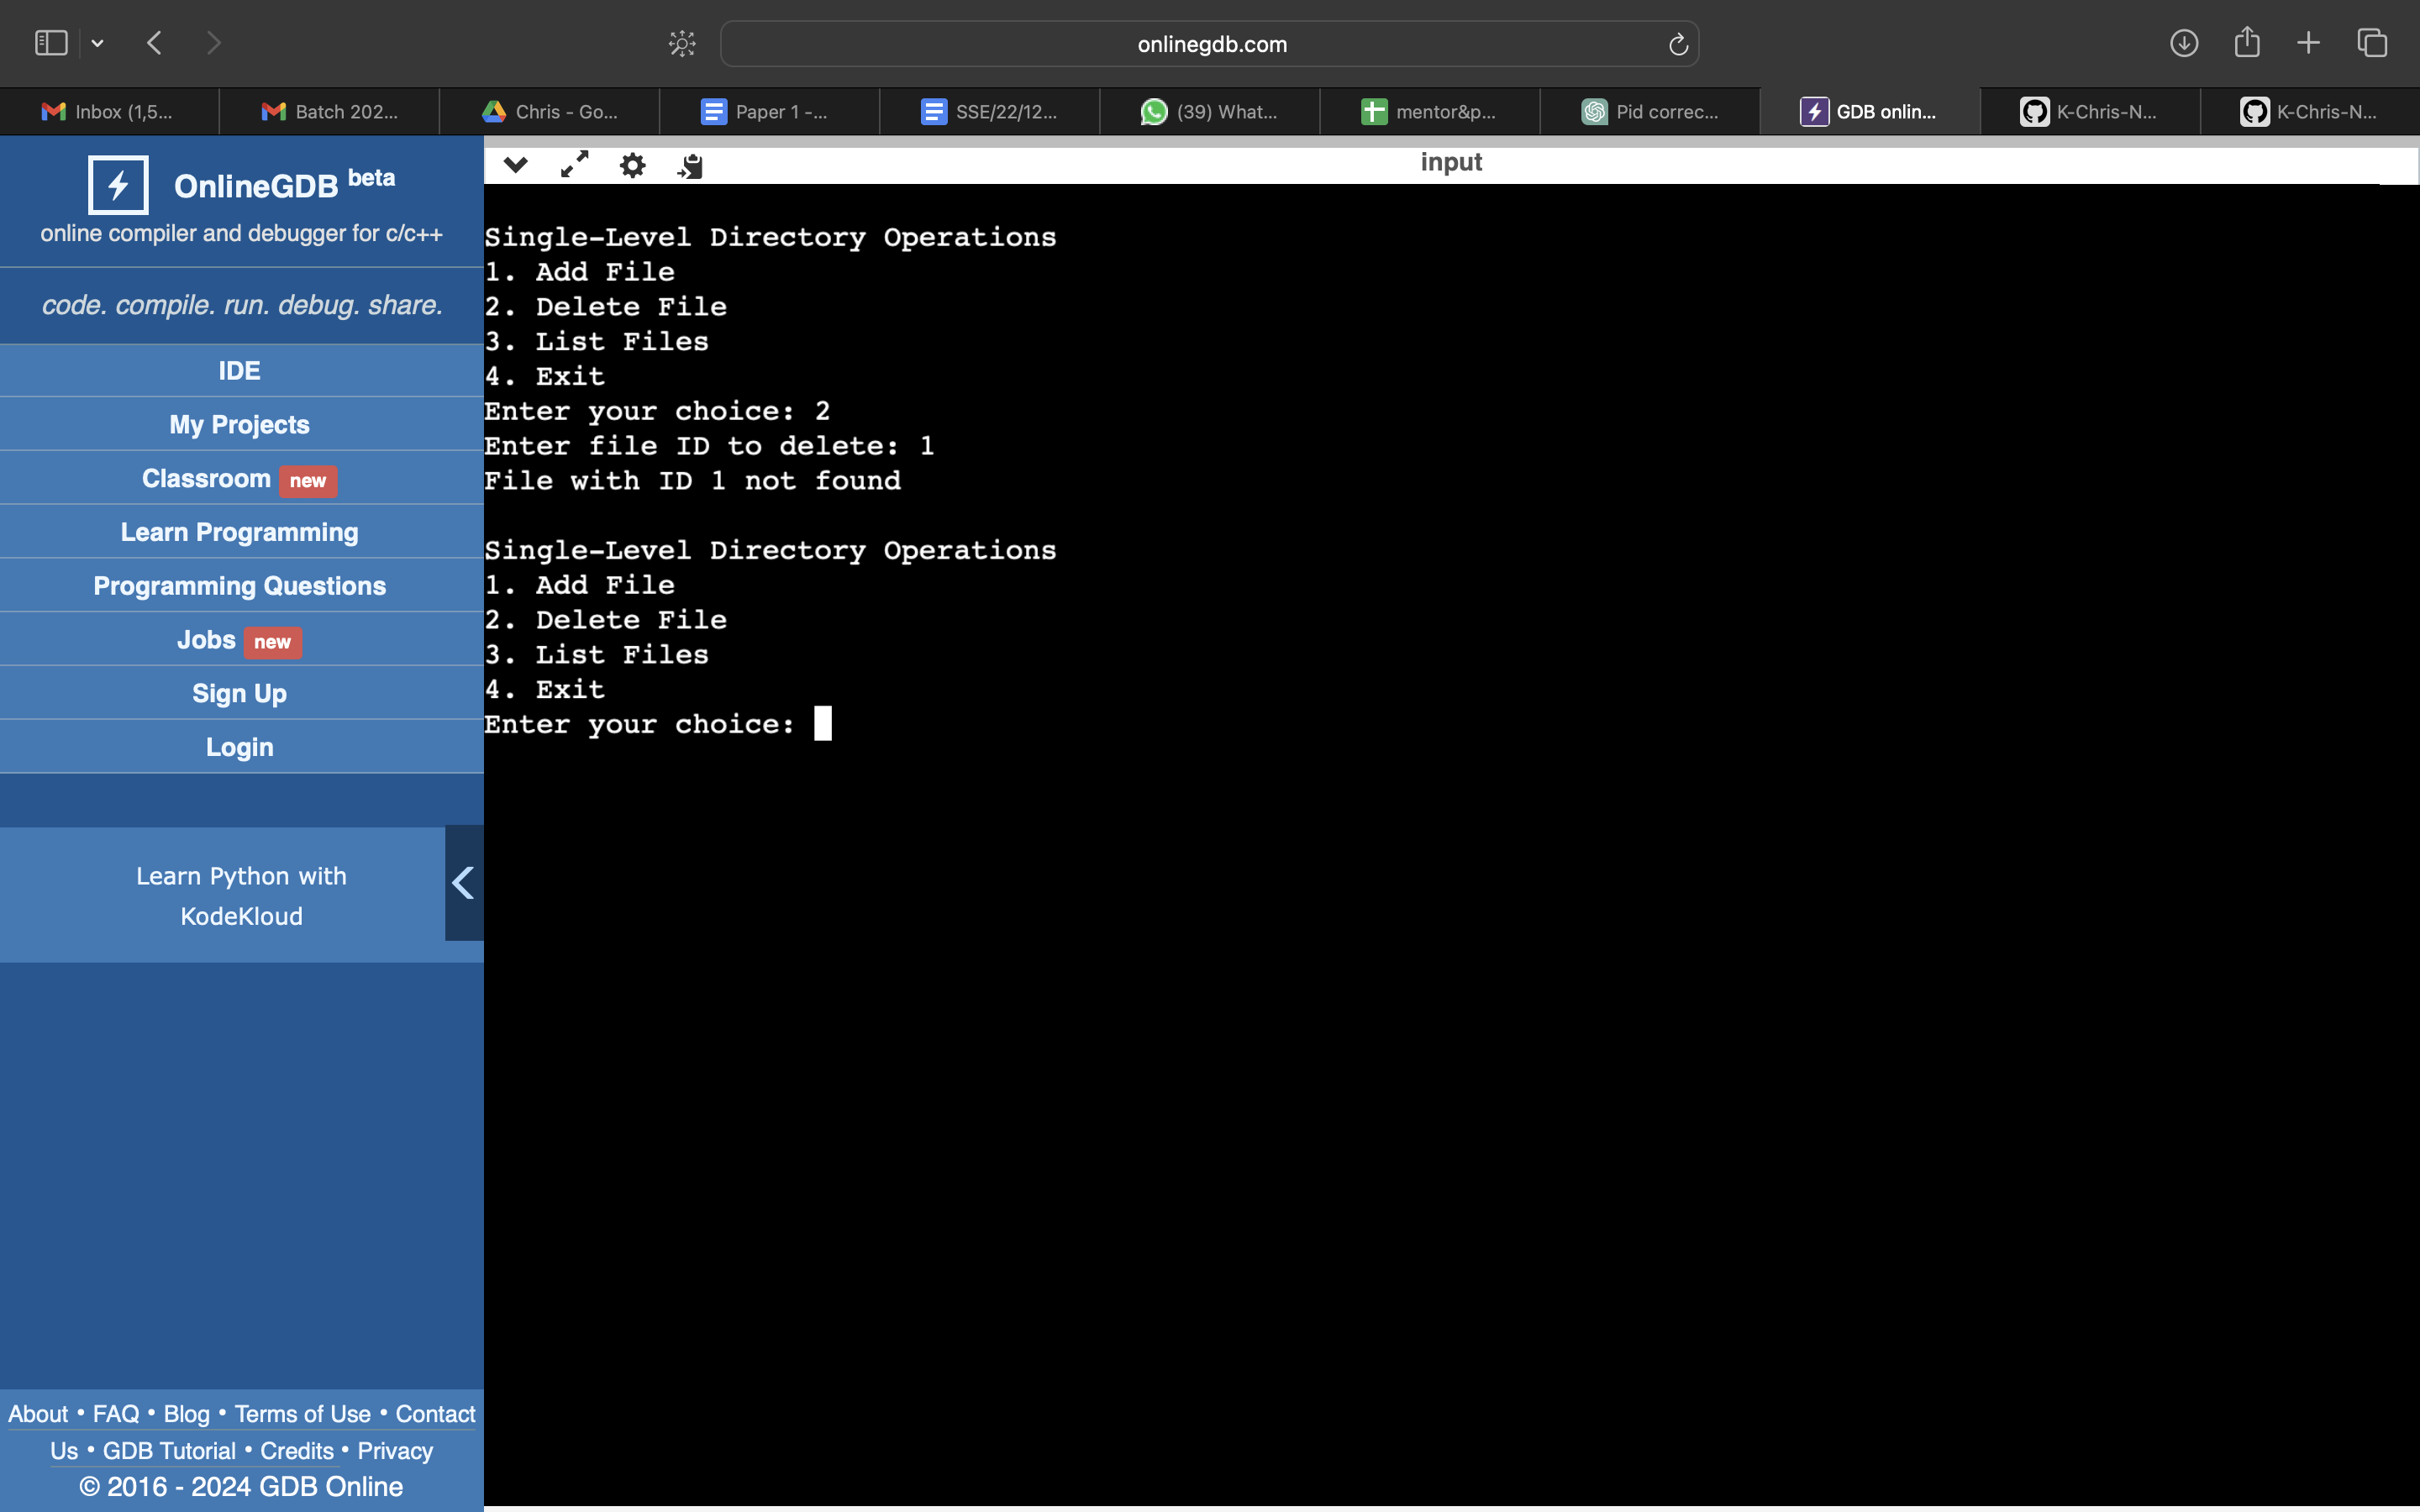 onlinegdb.com
Inbox (1,5...
Batch 202...
Chris - Go...
Paper 1 -...
SSE/22/12...
(39) What...
mentor&p...
Pid correc...
GDB onlin...
K-Chris-N...
K-Chris-N...
OnlineGDB beta
online compiler and debugger for c/c++
code. compile. run. debug. share.
IDE
My Projects
Classroom new
Learn Programming
Programming Questions
Jobs new
Sign Up
Login
Learn Python with
KodeKloud
About • FAQ • Blog • Terms of Use • Contact
Us • GDB Tutorial • Credits • Privacy
© 2016 - 2024 GDB Online
input
Single-Level Directory Operations
1. Add File
2. Delete File
3. List Files
4. Exit
Enter your choice: 2
Enter file ID to delete: 1
File with ID 1 not found
Single-Level Directory Operations
1. Add File
2. Delete File
3. List Files
4. Exit
Enter your choice: